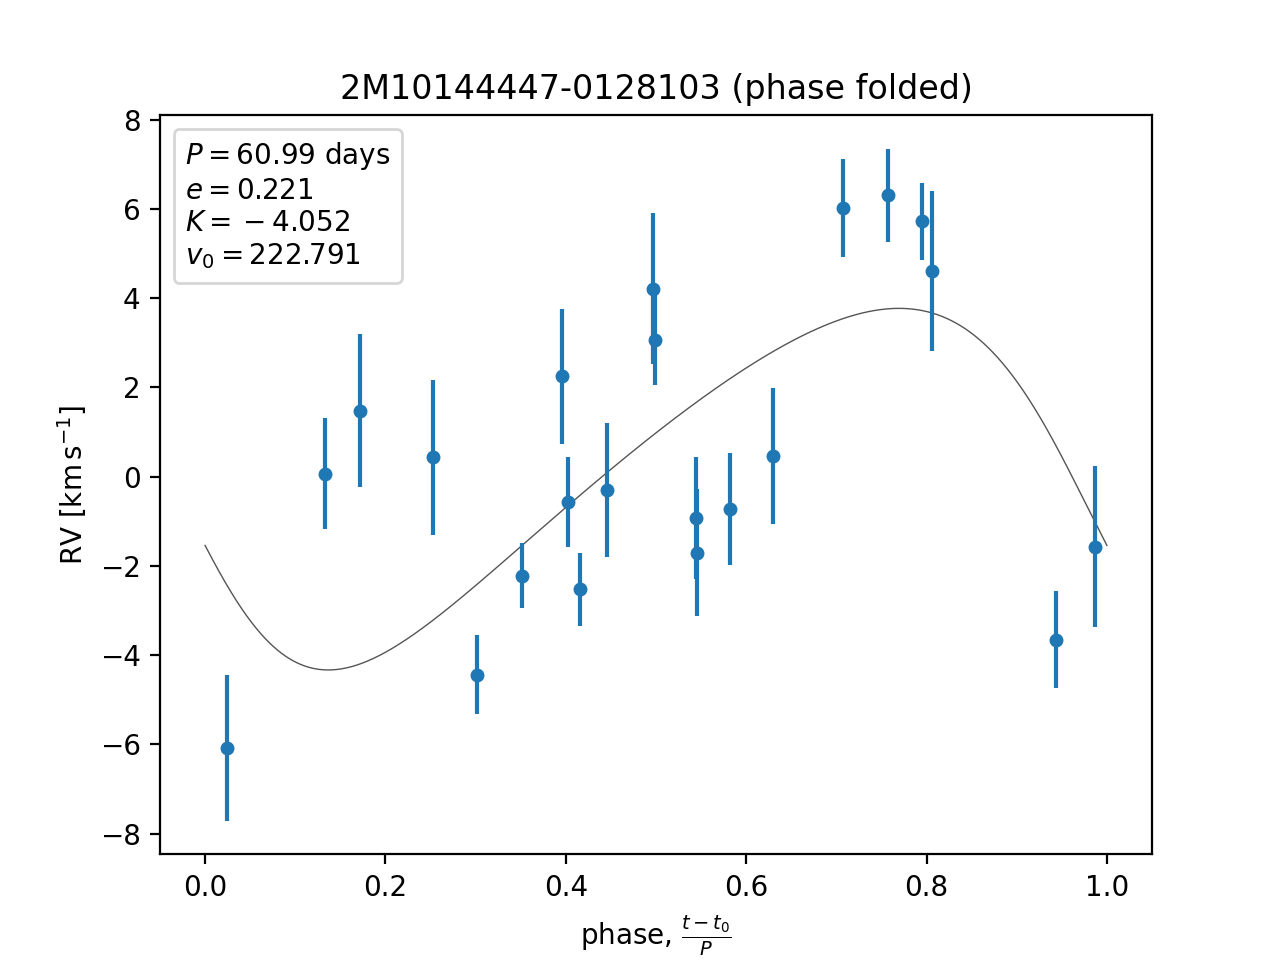 2M10144447-0128103 (phase folded)
P = 60.99 days
e = 0.221
K = −4.052
v₀ = 222.791
RV [km s⁻¹]
8
6
4
2
0
−2
−4
−6
−8
0.0 0.2 0.4 0.6 0.8 1.0
phase, (t − t₀)/P